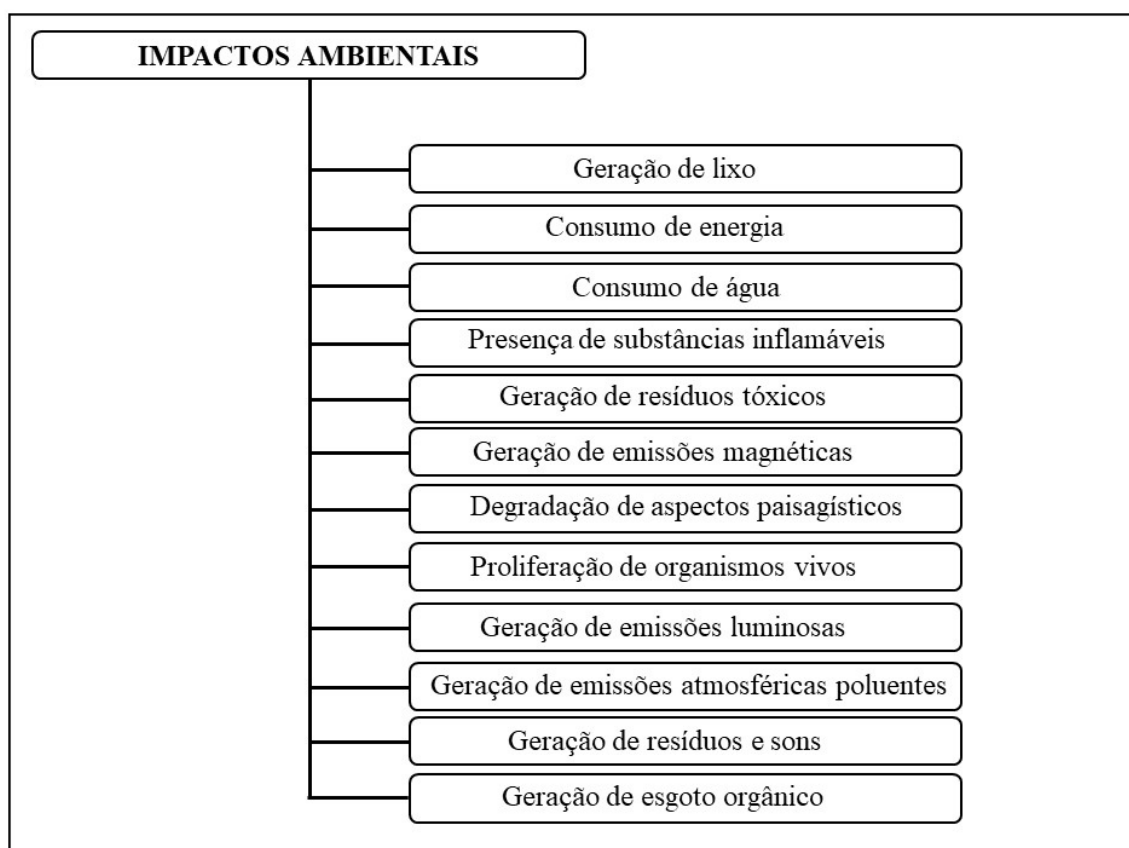 IMPACTOS AMBIENTAIS
Geração de lixo
Consumo de energia
Consumo de água
Presença de substâncias inflamáveis
Geração de resíduos tóxicos
Geração de emissões magnéticas
Degradação de aspectos paisagísticos
Proliferação de organismos vivos
Geração de emissões luminosas
Geração de emissões atmosféricas poluentes
Geração de resíduos e sons
Geração de esgoto orgânico